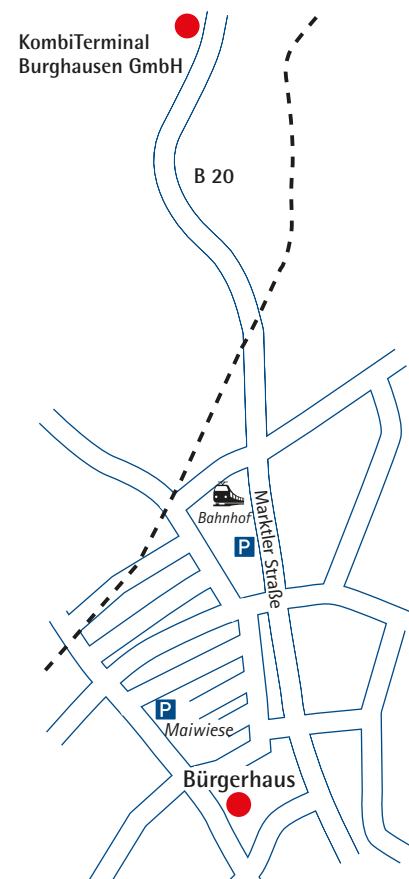 KombiTerminal
Burghausen GmbH
B 20
Bahnhof
P
Marktler Straße
P
Maiwiese
Bürgerhaus